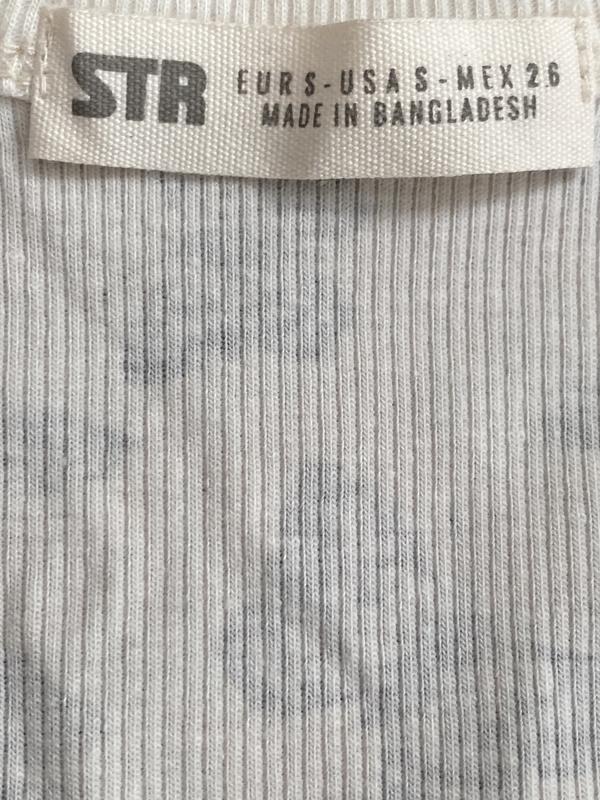 STR
EUR S - USA S - MEX 26
MADE IN BANGLADESH